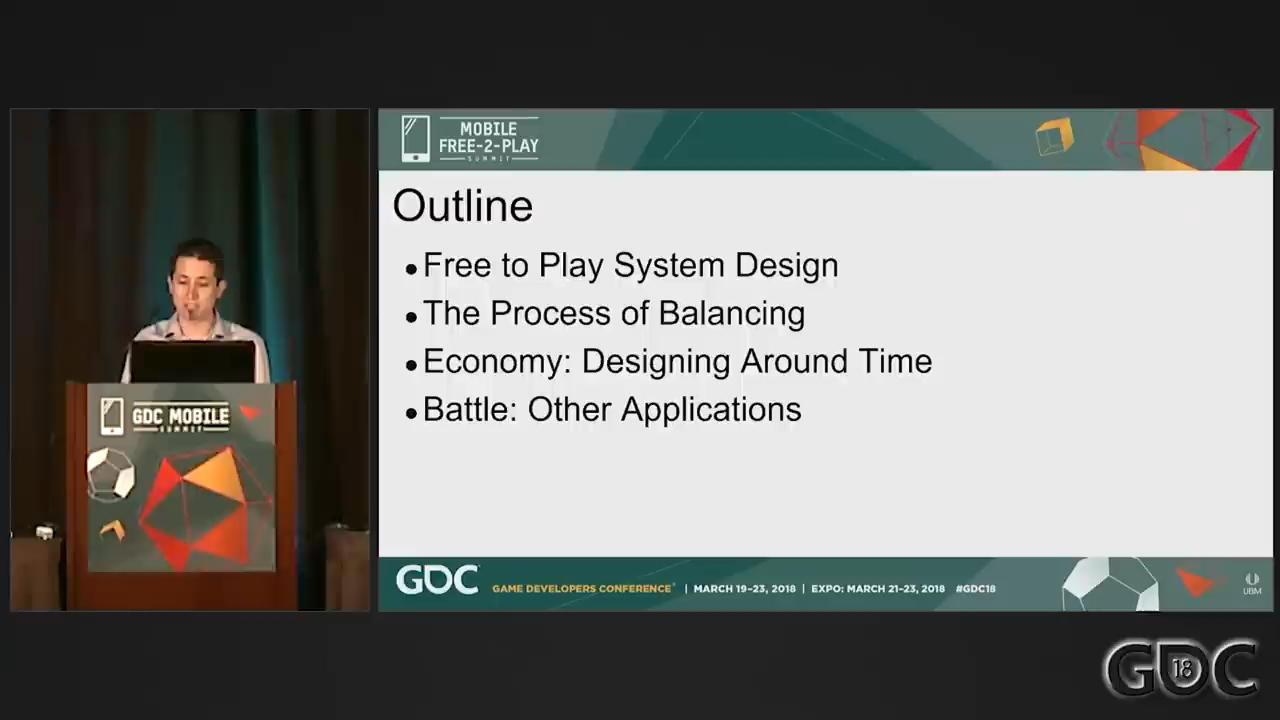 MOBILE
FREE-2-PLAY
SUMMIT
Outline
• Free to Play System Design
• The Process of Balancing
• Economy: Designing Around Time
• Battle: Other Applications
GDC MOBILE
SUMMIT
GDC GAME DEVELOPERS CONFERENCE® | MARCH 19–23, 2018 | EXPO: MARCH 21–23, 2018 #GDC18
UBM
GDC
18